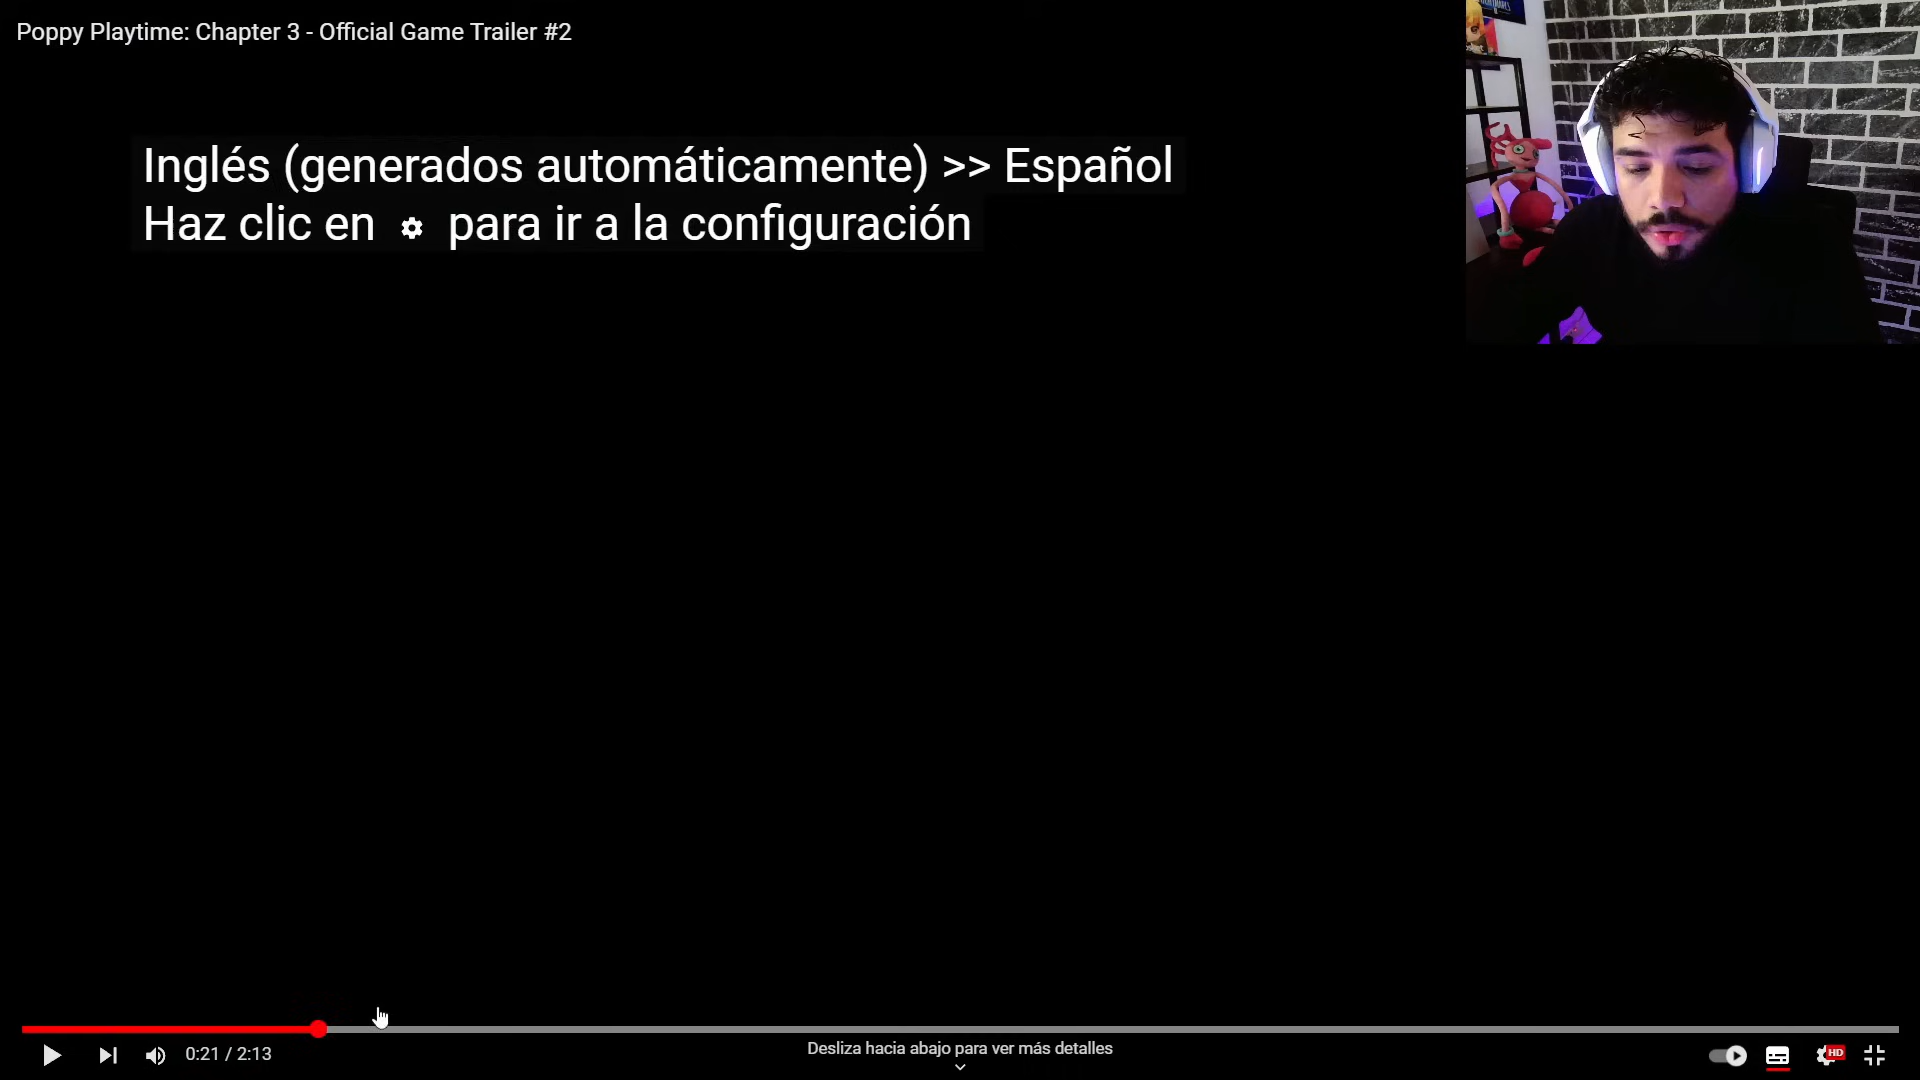 Poppy Playtime: Chapter 3 - Official Game Trailer #2
Inglés (generados automáticamente) >> Español
Haz clic en para ir a la configuración
0:21 / 2:13
Desliza hacia abajo para ver más detalles
HD